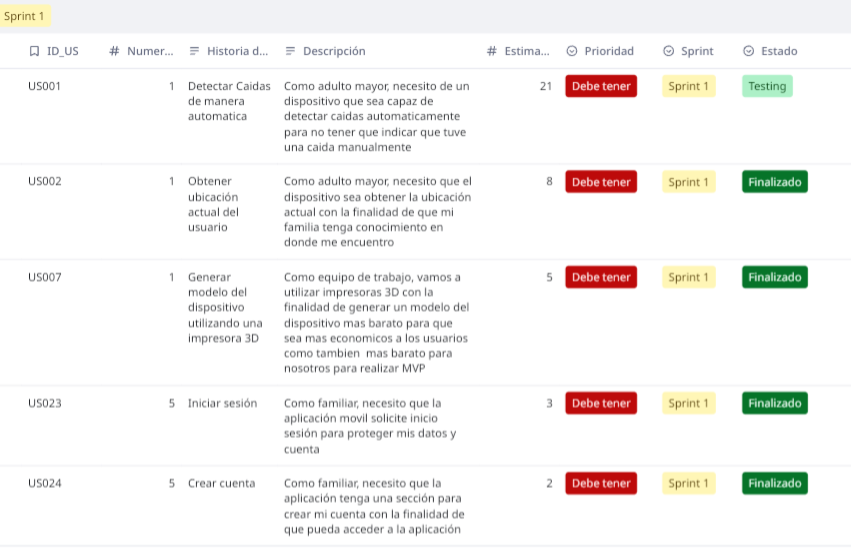 Sprint 1
ID_US # Numer... Historia d... Descripción # Estima... Prioridad Sprint Estado
US001 1 Detectar Caidas Como adulto mayor, necesito de un 21 Debe tener Sprint 1 Testing
de manera dispositivo que sea capaz de
automatica detectar caidas automaticamente
para no tener que indicar que tuve
una caida manualmente
US002 1 Obtener Como adulto mayor, necesito que el 8 Debe tener Sprint 1 Finalizado
ubicación dispositivo sea obtener la ubicación
actual del actual con la finalidad de que mi
usuario familia tenga conocimiento en
donde me encuentro
US007 1 Generar Como equipo de trabajo, vamos a 5 Debe tener Sprint 1 Finalizado
modelo del utilizar impresoras 3D con la
dispositivo finalidad de generar un modelo del
utilizando una dispositivo mas barato para que
impresora 3D sea mas economicos a los usuarios
como tambien mas barato para
nosotros para realizar MVP
US023 5 Iniciar sesión Como familiar, necesito que la 3 Debe tener Sprint 1 Finalizado
aplicación movil solicite inicio
sesión para proteger mis datos y
cuenta
US024 5 Crear cuenta Como familiar, necesito que la 2 Debe tener Sprint 1 Finalizado
aplicación tenga una sección para
crear mi cuenta con la finalidad de
que pueda acceder a la aplicación